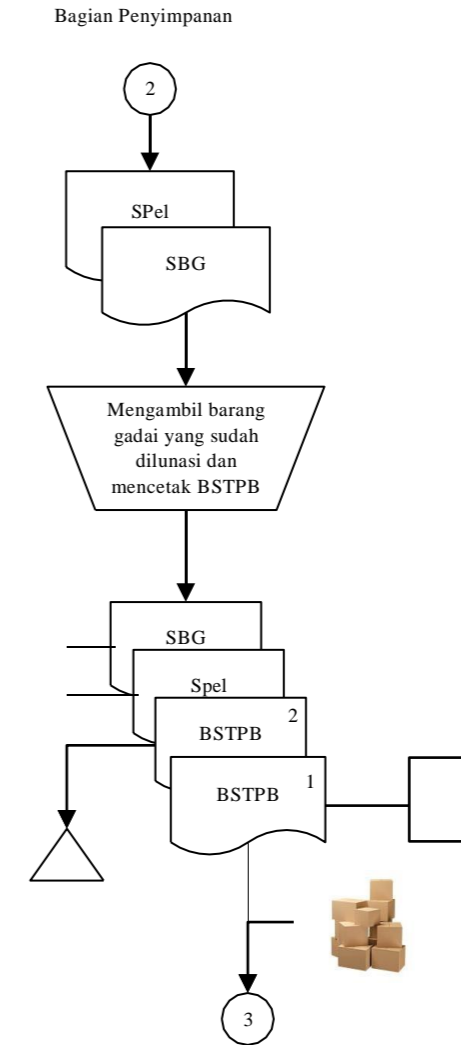 Bagian Penyimpanan
2
SPel
SBG
Mengambil barang
gadai yang sudah
dilunasi dan
mencetak BSTPB
SBG
Spel
2
BSTPB
1
BSTPB
3